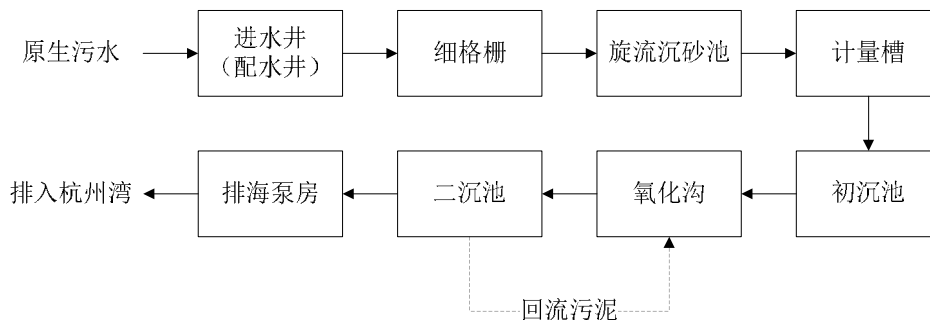 原生污水
进水井
（配水井）
细格栅
旋流沉砂池
计量槽
排入杭州湾
排海泵房
二沉池
氧化沟
初沉池
回流污泥